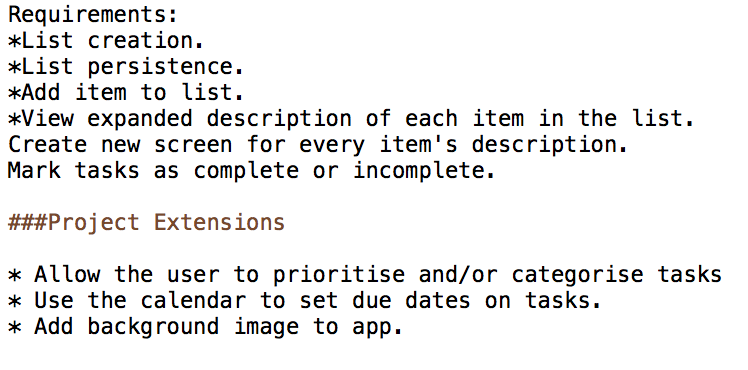 Requirements:
*List creation.
*List persistence.
*Add item to list.
*View expanded description of each item in the list.
Create new screen for every item's description.
Mark tasks as complete or incomplete.
###Project Extensions
* Allow the user to prioritise and/or categorise tasks
* Use the calendar to set due dates on tasks.
* Add background image to app.